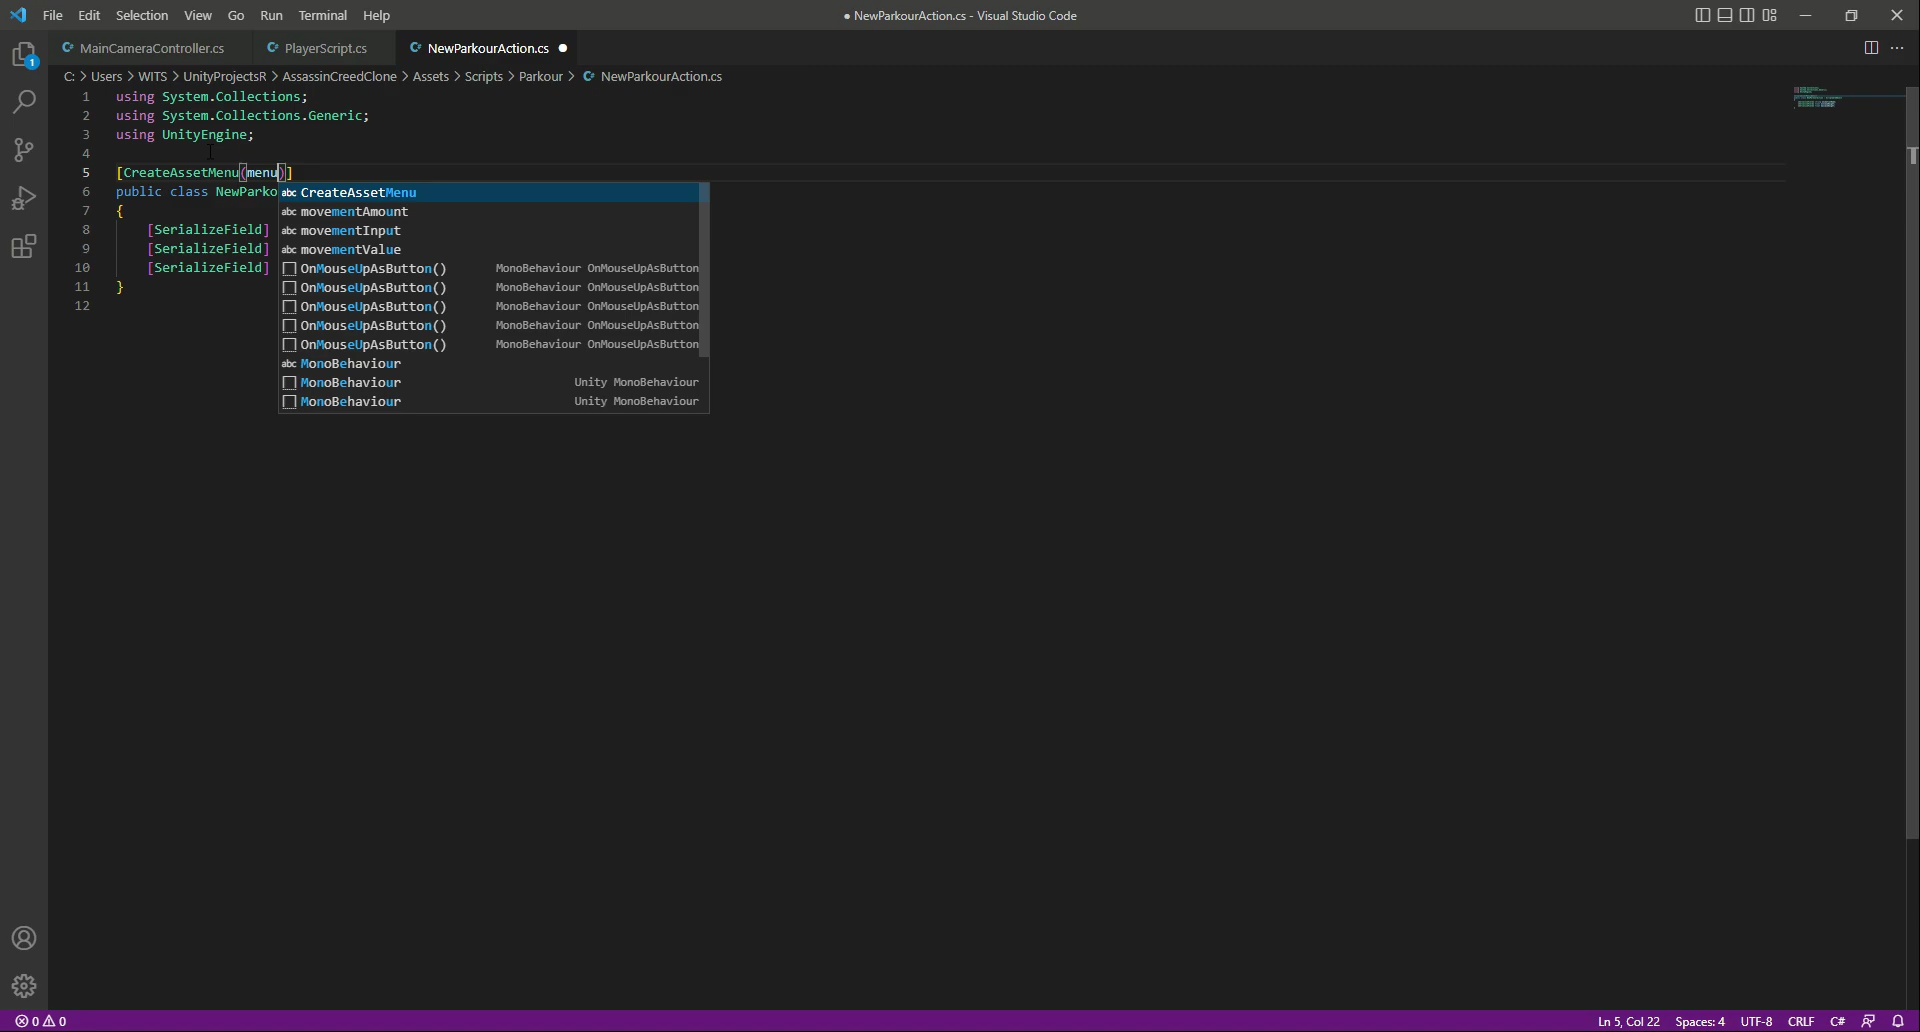 File Edit Selection View Go Run Terminal Help
● NewParkourAction.cs - Visual Studio Code
MainCameraController.cs
PlayerScript.cs
NewParkourAction.cs ●
C: > Users > WITS > UnityProjectsR > AssassinCreedClone > Assets > Scripts > Parkour > NewParkourAction.cs
1 using System.Collections;
2 using System.Collections.Generic;
3 using UnityEngine;
4
5 [CreateAssetMenu(menu)]
6 public class NewParko
7 {
8 [SerializeField]
9 [SerializeField]
10 [SerializeField]
11 }
12
abc CreateAssetMenu
abc movementAmount
abc movementInput
abc movementValue
OnMouseUpAsButton() MonoBehaviour OnMouseUpAsButton
OnMouseUpAsButton() MonoBehaviour OnMouseUpAsButton
OnMouseUpAsButton() MonoBehaviour OnMouseUpAsButton
OnMouseUpAsButton() MonoBehaviour OnMouseUpAsButton
OnMouseUpAsButton() MonoBehaviour OnMouseUpAsButton
abc MonoBehaviour
MonoBehaviour Unity MonoBehaviour
MonoBehaviour Unity MonoBehaviour
1
0 0
Ln 5, Col 22 Spaces: 4 UTF-8 CRLF C#